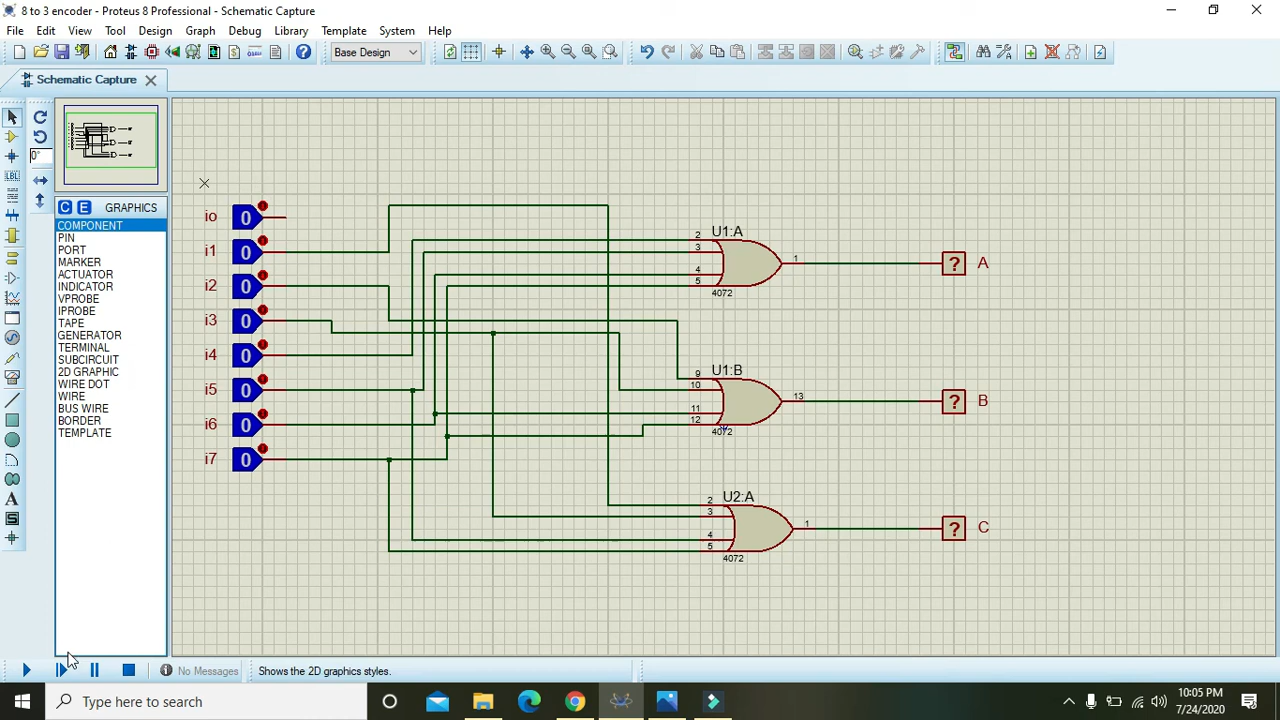 8 to 3 encoder - Proteus 8 Professional - Schematic Capture
File Edit View Tool Design Graph Debug Library Template System Help
Base Design
Schematic Capture
0°
LBL
C E GRAPHICS
COMPONENT
PIN
PORT
MARKER
ACTUATOR
INDICATOR
VPROBE
IPROBE
TAPE
GENERATOR
TERMINAL
SUBCIRCUIT
2D GRAPHIC
WIRE DOT
WIRE
BUS WIRE
BORDER
TEMPLATE
A
S
io 0
i1 0
i2 0
i3 0
i4 0
i5 0
i6 0
i7 0
U1:A
2
3
4
5
1
4072
? A
U1:B
9
10
11
12
13
4072
? B
U2:A
2
3
4
5
1
4072
? C
No Messages
Shows the 2D graphics styles.
Type here to search
10:05 PM
7/24/2020